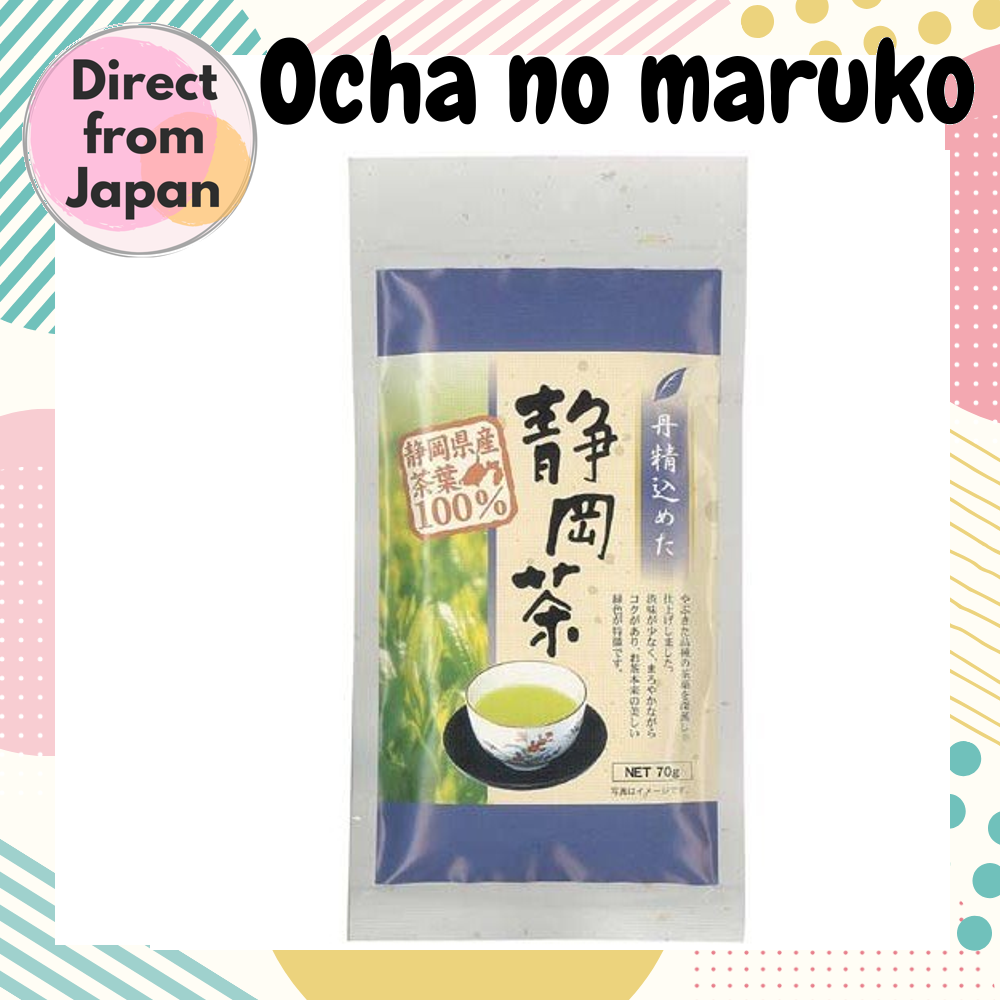 Direct
from
Japan
Ocha no maruko
丹精込めた
静岡茶
静岡県産
茶葉
100%
やぶきた品種の茶葉を深蒸し
仕上げしました。
渋味が少なく、まろやかながら
コクがあり、お茶本来の美しい
緑色が特徴です。
NET 70g
写真はイメージです。